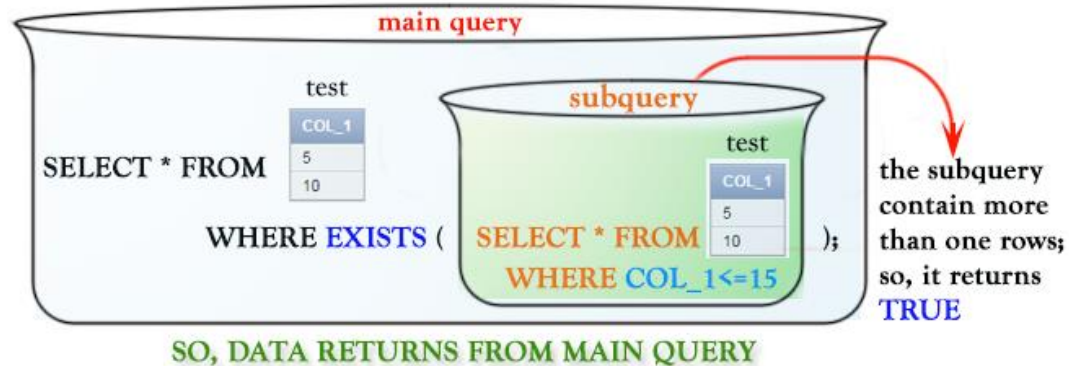 main query
test
COL_1
5
10
SELECT * FROM
WHERE EXISTS (
subquery
test
COL_1
5
10
SELECT * FROM
WHERE COL_1<=15
);
the subquery
contain more
than one rows;
so, it returns
TRUE
SO, DATA RETURNS FROM MAIN QUERY